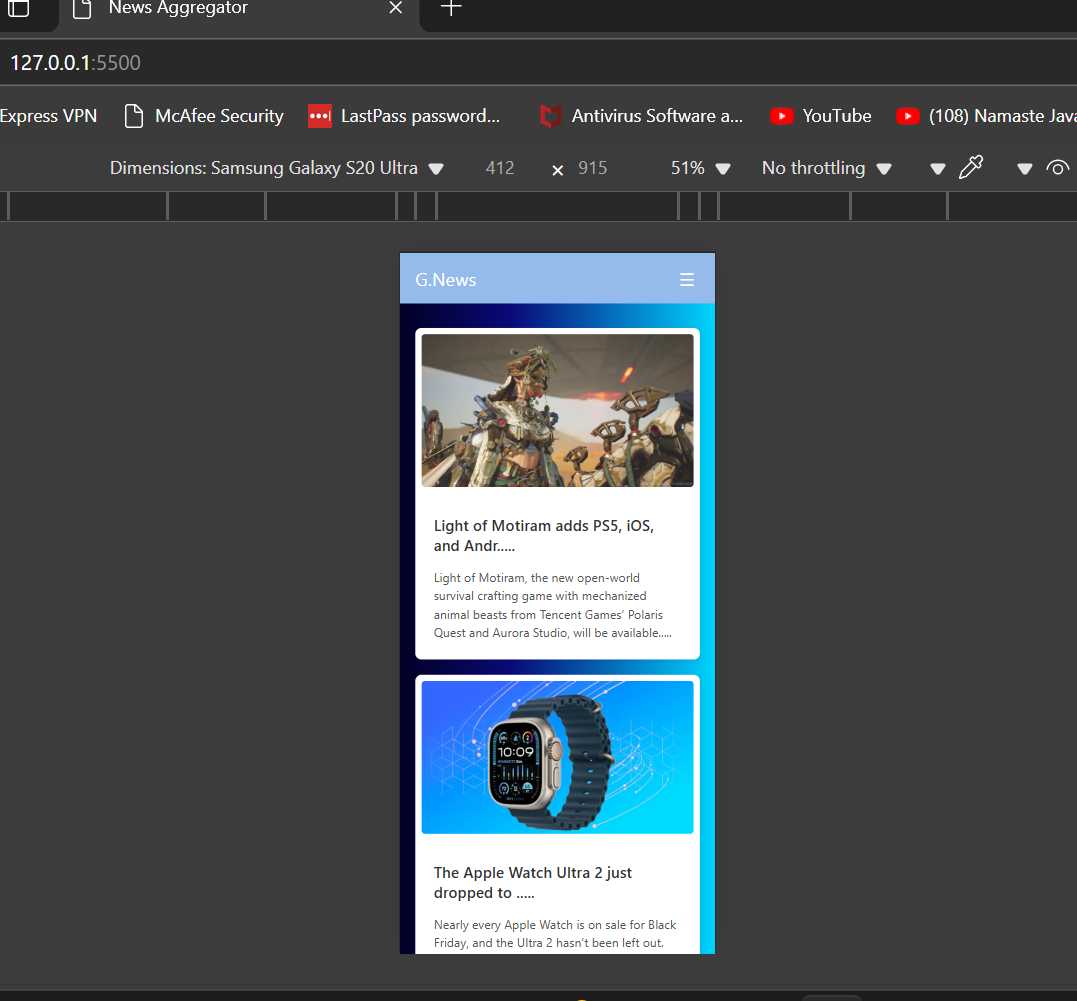 News Aggregator
127.0.0.1:5500
Express VPN
McAfee Security
LastPass password...
Antivirus Software a...
YouTube
(108) Namaste Java
Dimensions: Samsung Galaxy S20 Ultra
412
×
915
51%
No throttling
G.News
☰
Light of Motiram adds PS5, iOS,
and Andr.....
Light of Motiram, the new open-world
survival crafting game with mechanized
animal beasts from Tencent Games’ Polaris
Quest and Aurora Studio, will be available.....
10:09
The Apple Watch Ultra 2 just
dropped to .....
Nearly every Apple Watch is on sale for Black
Friday, and the Ultra 2 hasn't been left out.